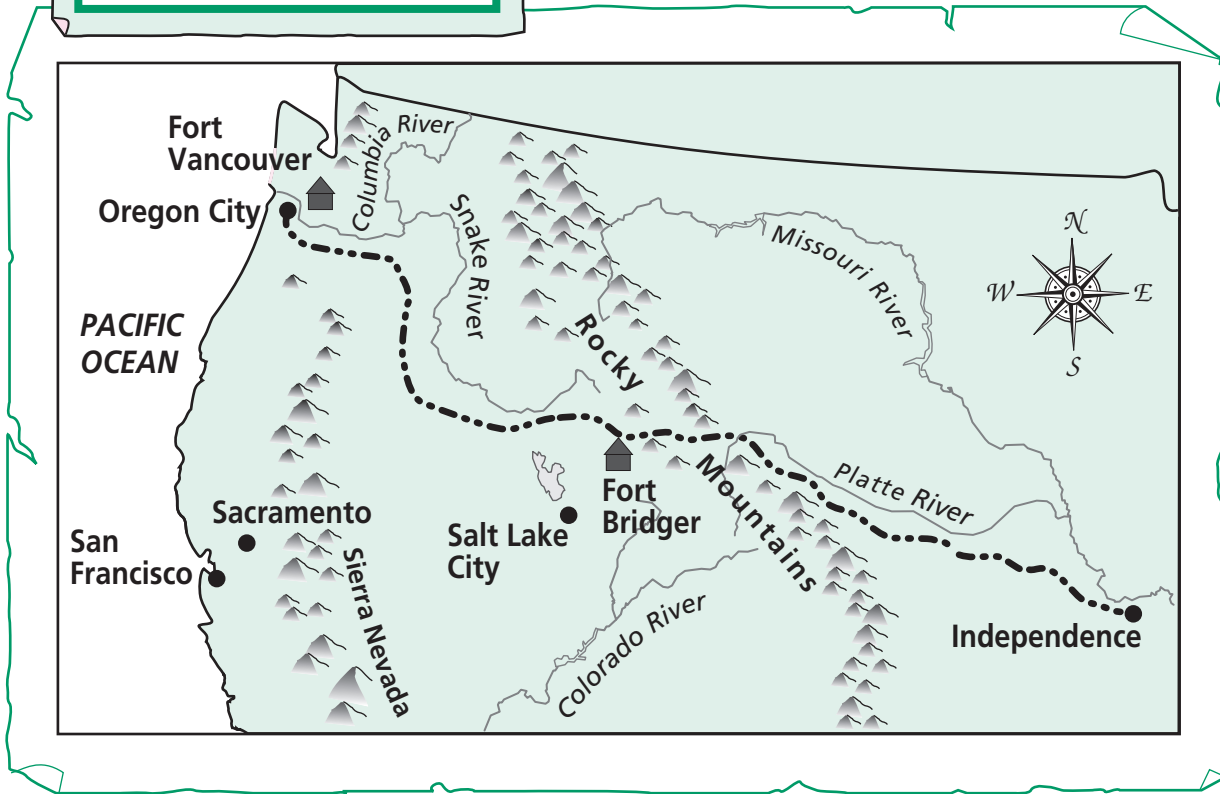 Fort
Vancouver
Columbia River
Oregon City
Snake River
Missouri River
N
W
E
S
PACIFIC
OCEAN
Rocky
Mountains
Platte River
Fort
Bridger
Sacramento
Salt Lake
City
San
Francisco
Sierra Nevada
Colorado River
Independence